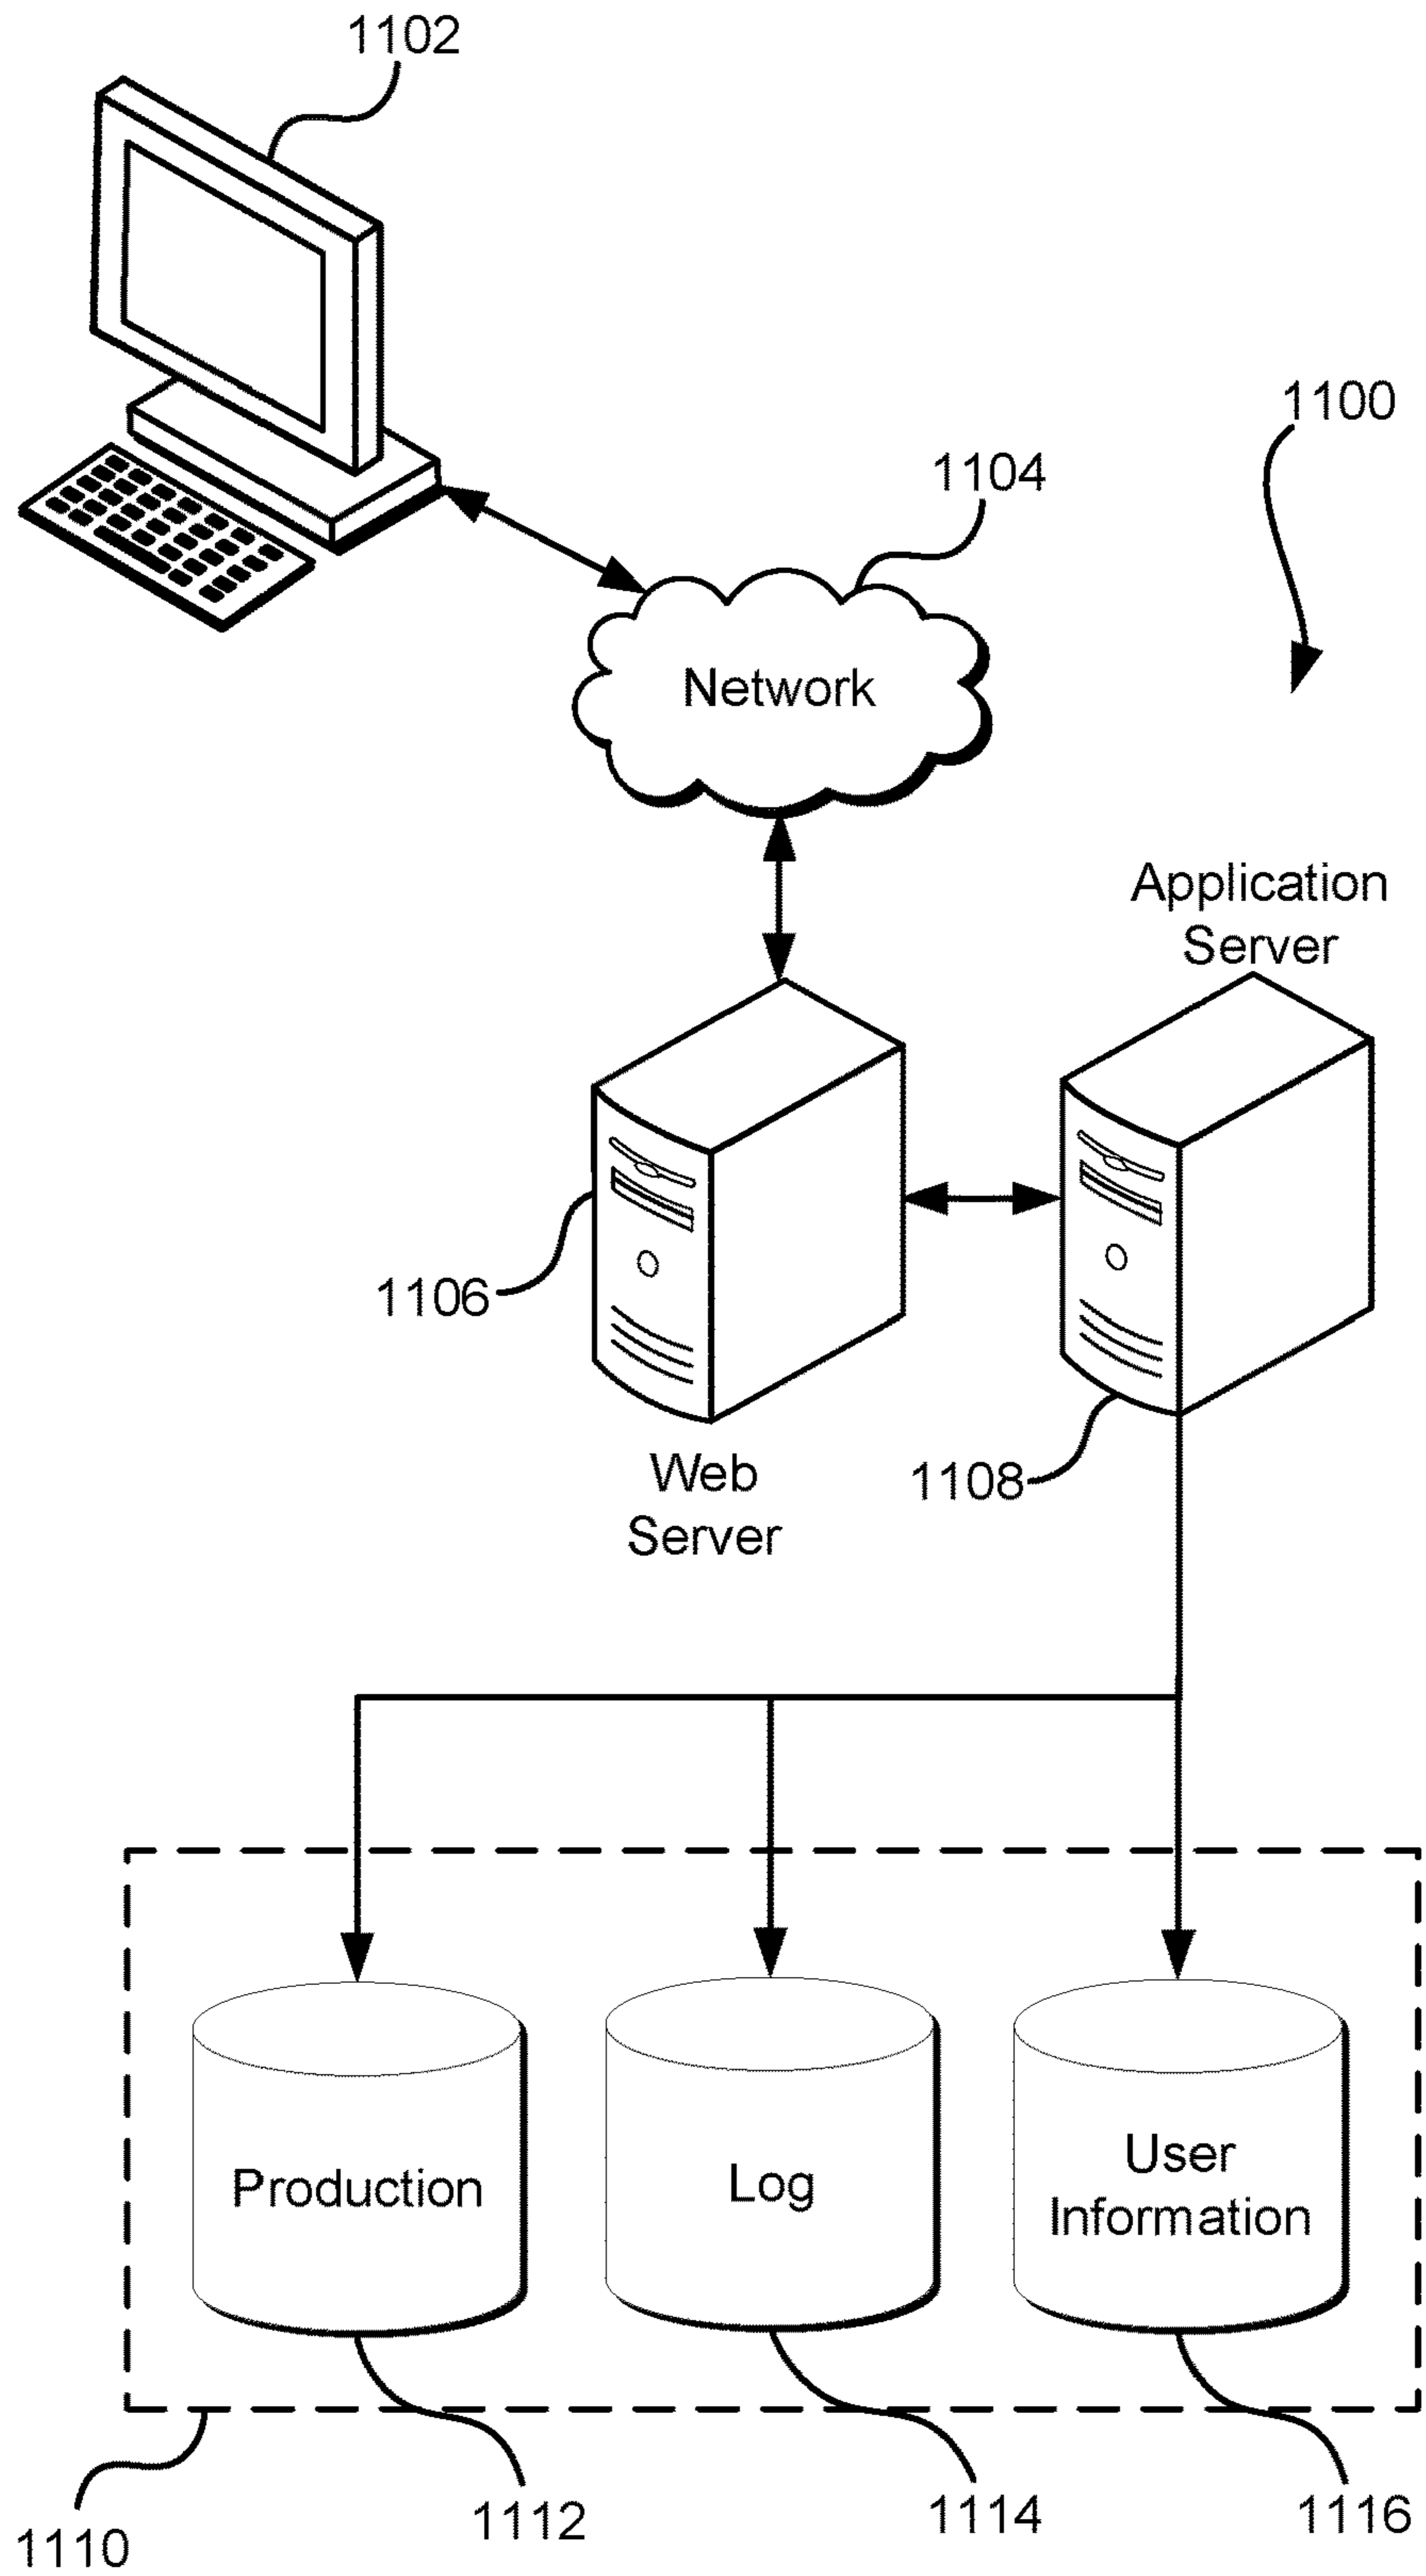 1102
1100
1104
Network
Application
Server
1106
Web
Server
1108
Production
Log
User
Information
1110
1112
1114
1116